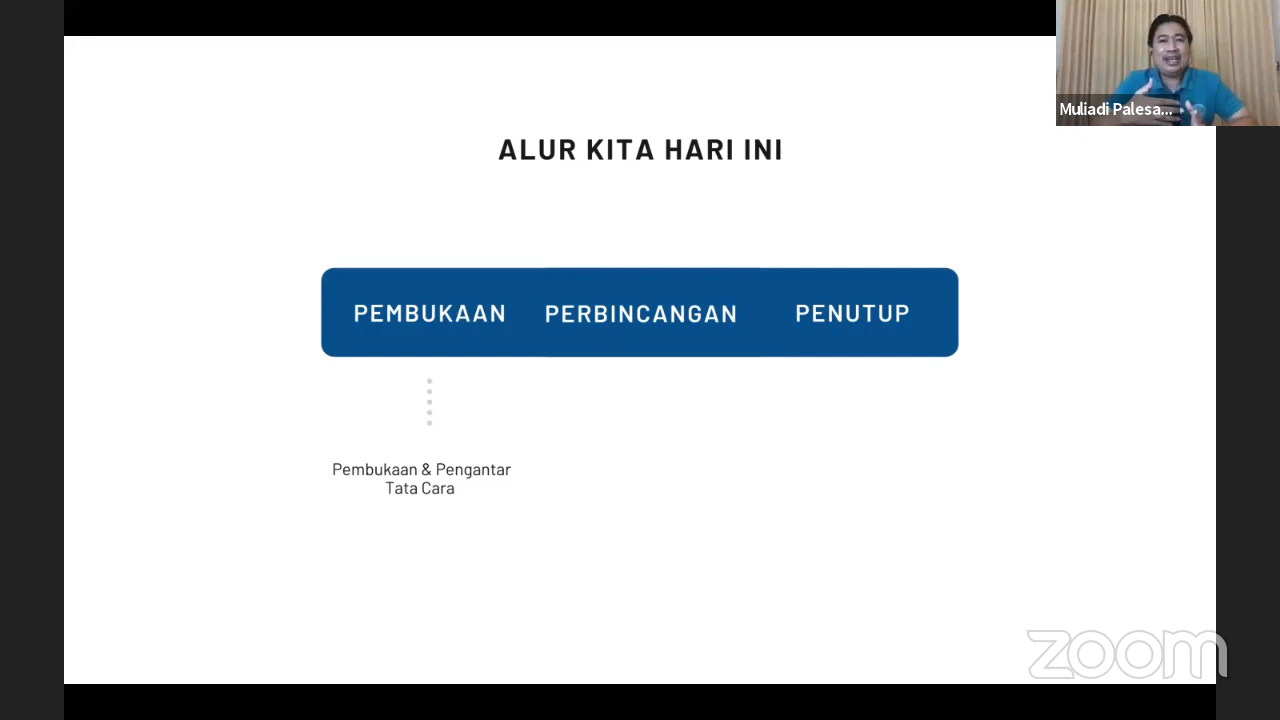 Muliadi Palesa...
ALUR KITA HARI INI
PEMBUKAAN PERBINCANGAN PENUTUP
Pembukaan & Pengantar
Tata Cara
zoom